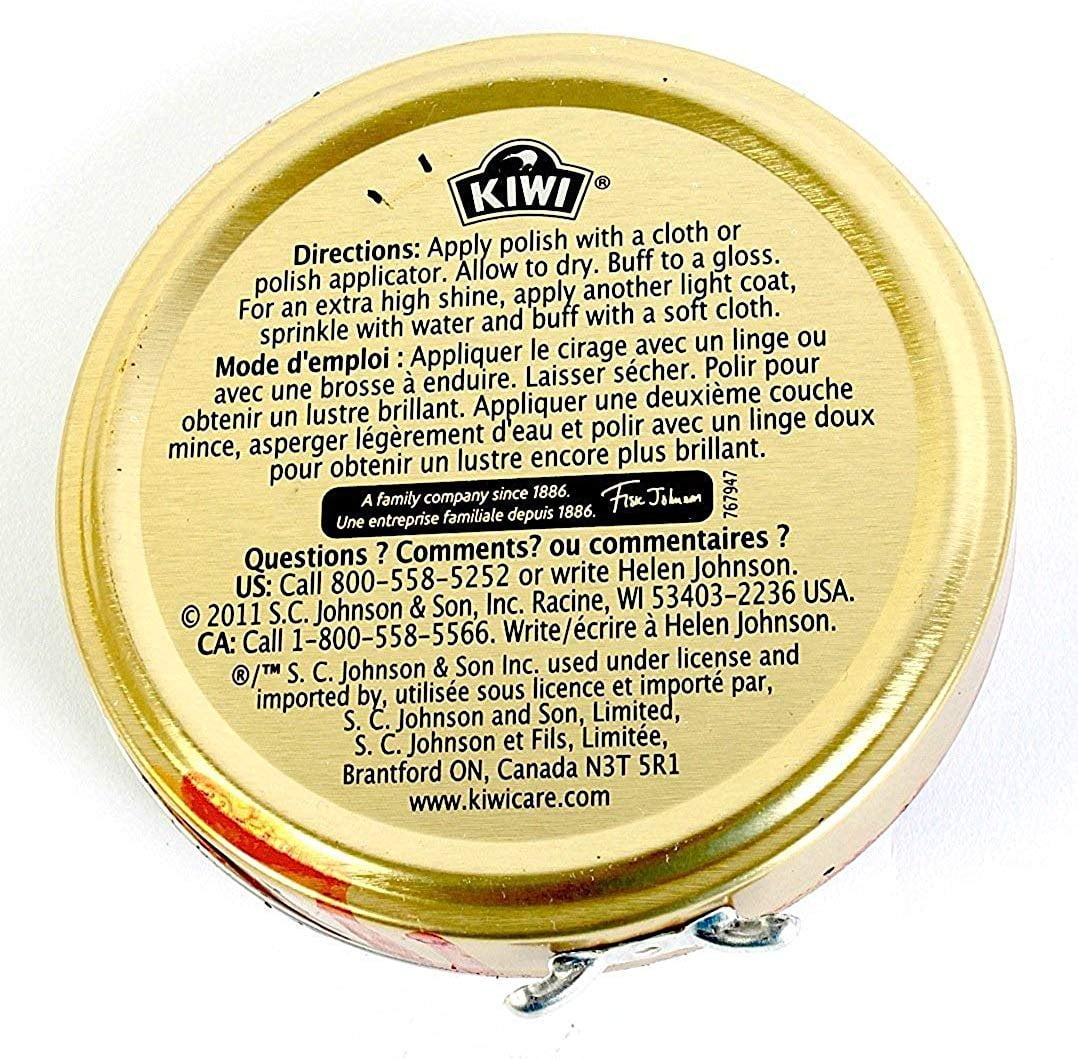 KIWI®
Directions: Apply polish with a cloth or
polish applicator. Allow to dry. Buff to a gloss.
For an extra high shine, apply another light coat,
sprinkle with water and buff with a soft cloth.
Mode d'emploi : Appliquer le cirage avec un linge ou
avec une brosse à enduire. Laisser sécher. Polir pour
obtenir un lustre brillant. Appliquer une deuxième couche
mince, asperger légèrement d'eau et polir avec un linge doux
pour obtenir un lustre encore plus brillant.
A family company since 1886.
Une entreprise familiale depuis 1886.
Fisk Johnson
767947
Questions ? Comments? ou commentaires ?
US: Call 800-558-5252 or write Helen Johnson.
© 2011 S.C. Johnson & Son, Inc. Racine, WI 53403-2236 USA.
CA: Call 1-800-558-5566. Write/écrire à Helen Johnson.
®/™ S. C. Johnson & Son Inc. used under license and
imported by, utilisée sous licence et importé par,
S. C. Johnson and Son, Limited,
S. C. Johnson et Fils, Limitée,
Brantford ON, Canada N3T 5R1
www.kiwicare.com